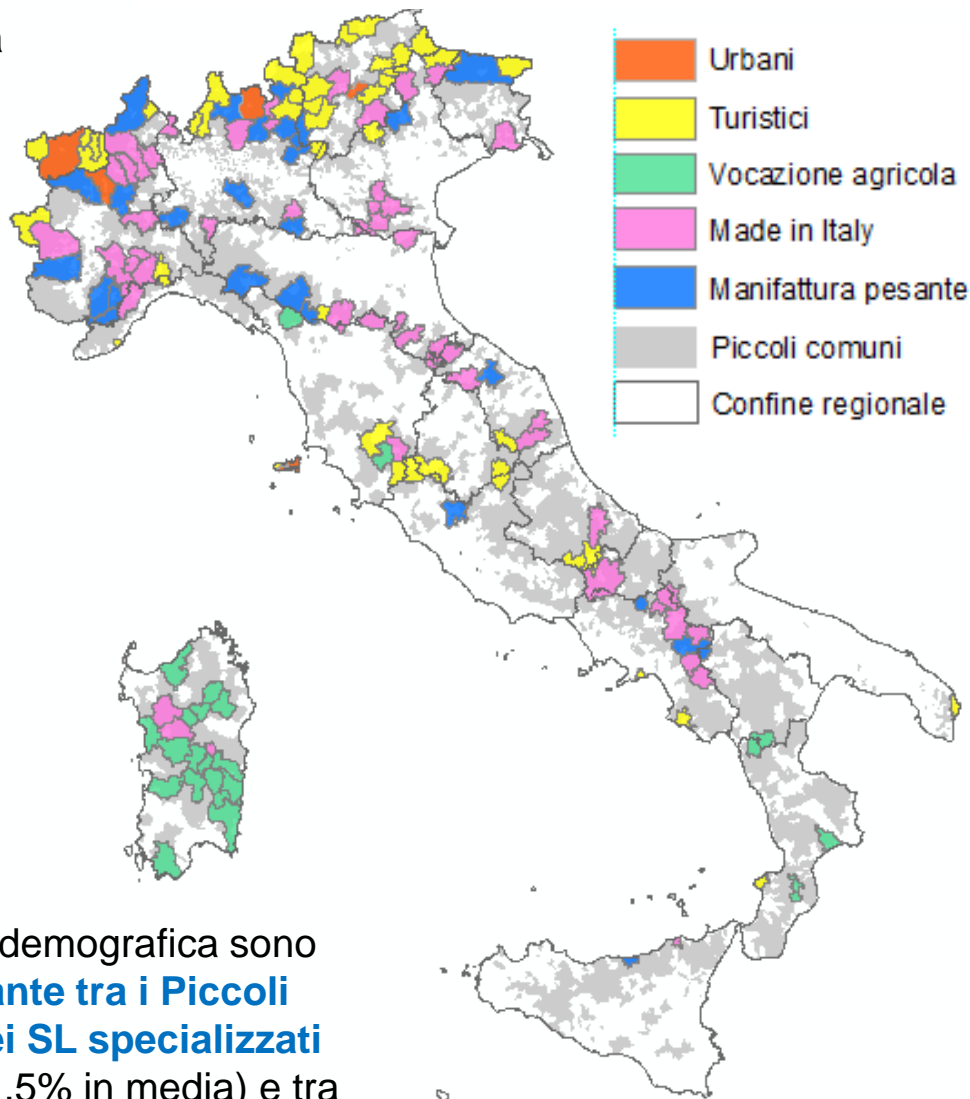 Urbani
Turistici
Vocazione agricola
Made in Italy
Manifattura pesante
Piccoli comuni
Confine regionale
demografica sono
ante tra i Piccoli
ei SL specializzati
,5% in media) e tra